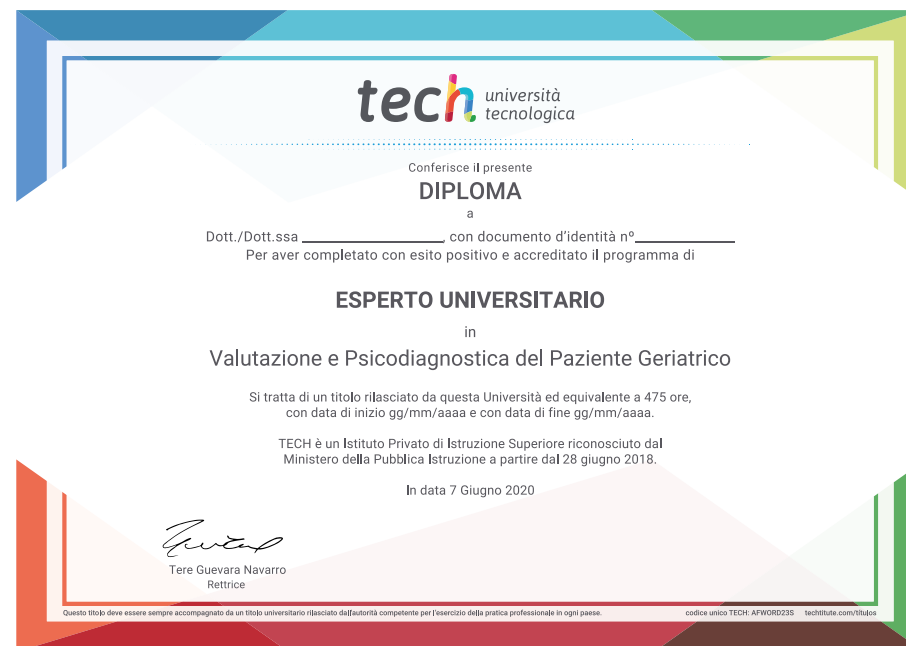 tech università
tecnologica
Conferisce il presente
DIPLOMA
a
Dott./Dott.ssa ____________________, con documento d'identità nº______________
Per aver completato con esito positivo e accreditato il programma di
ESPERTO UNIVERSITARIO
in
Valutazione e Psicodiagnostica del Paziente Geriatrico
Si tratta di un titolo rilasciato da questa Università ed equivalente a 475 ore,
con data di inizio gg/mm/aaaa e con data di fine gg/mm/aaaa.
TECH è un Istituto Privato di Istruzione Superiore riconosciuto dal
Ministero della Pubblica Istruzione a partire dal 28 giugno 2018.
In data 7 Giugno 2020
Tere Guevara Navarro
Rettrice
Questo titolo deve essere sempre accompagnato da un titolo universitario rilasciato dall'autorità competente per l'esercizio della pratica professionale in ogni paese. codice unico TECH: AFWORD23S techtitute.com/titulos